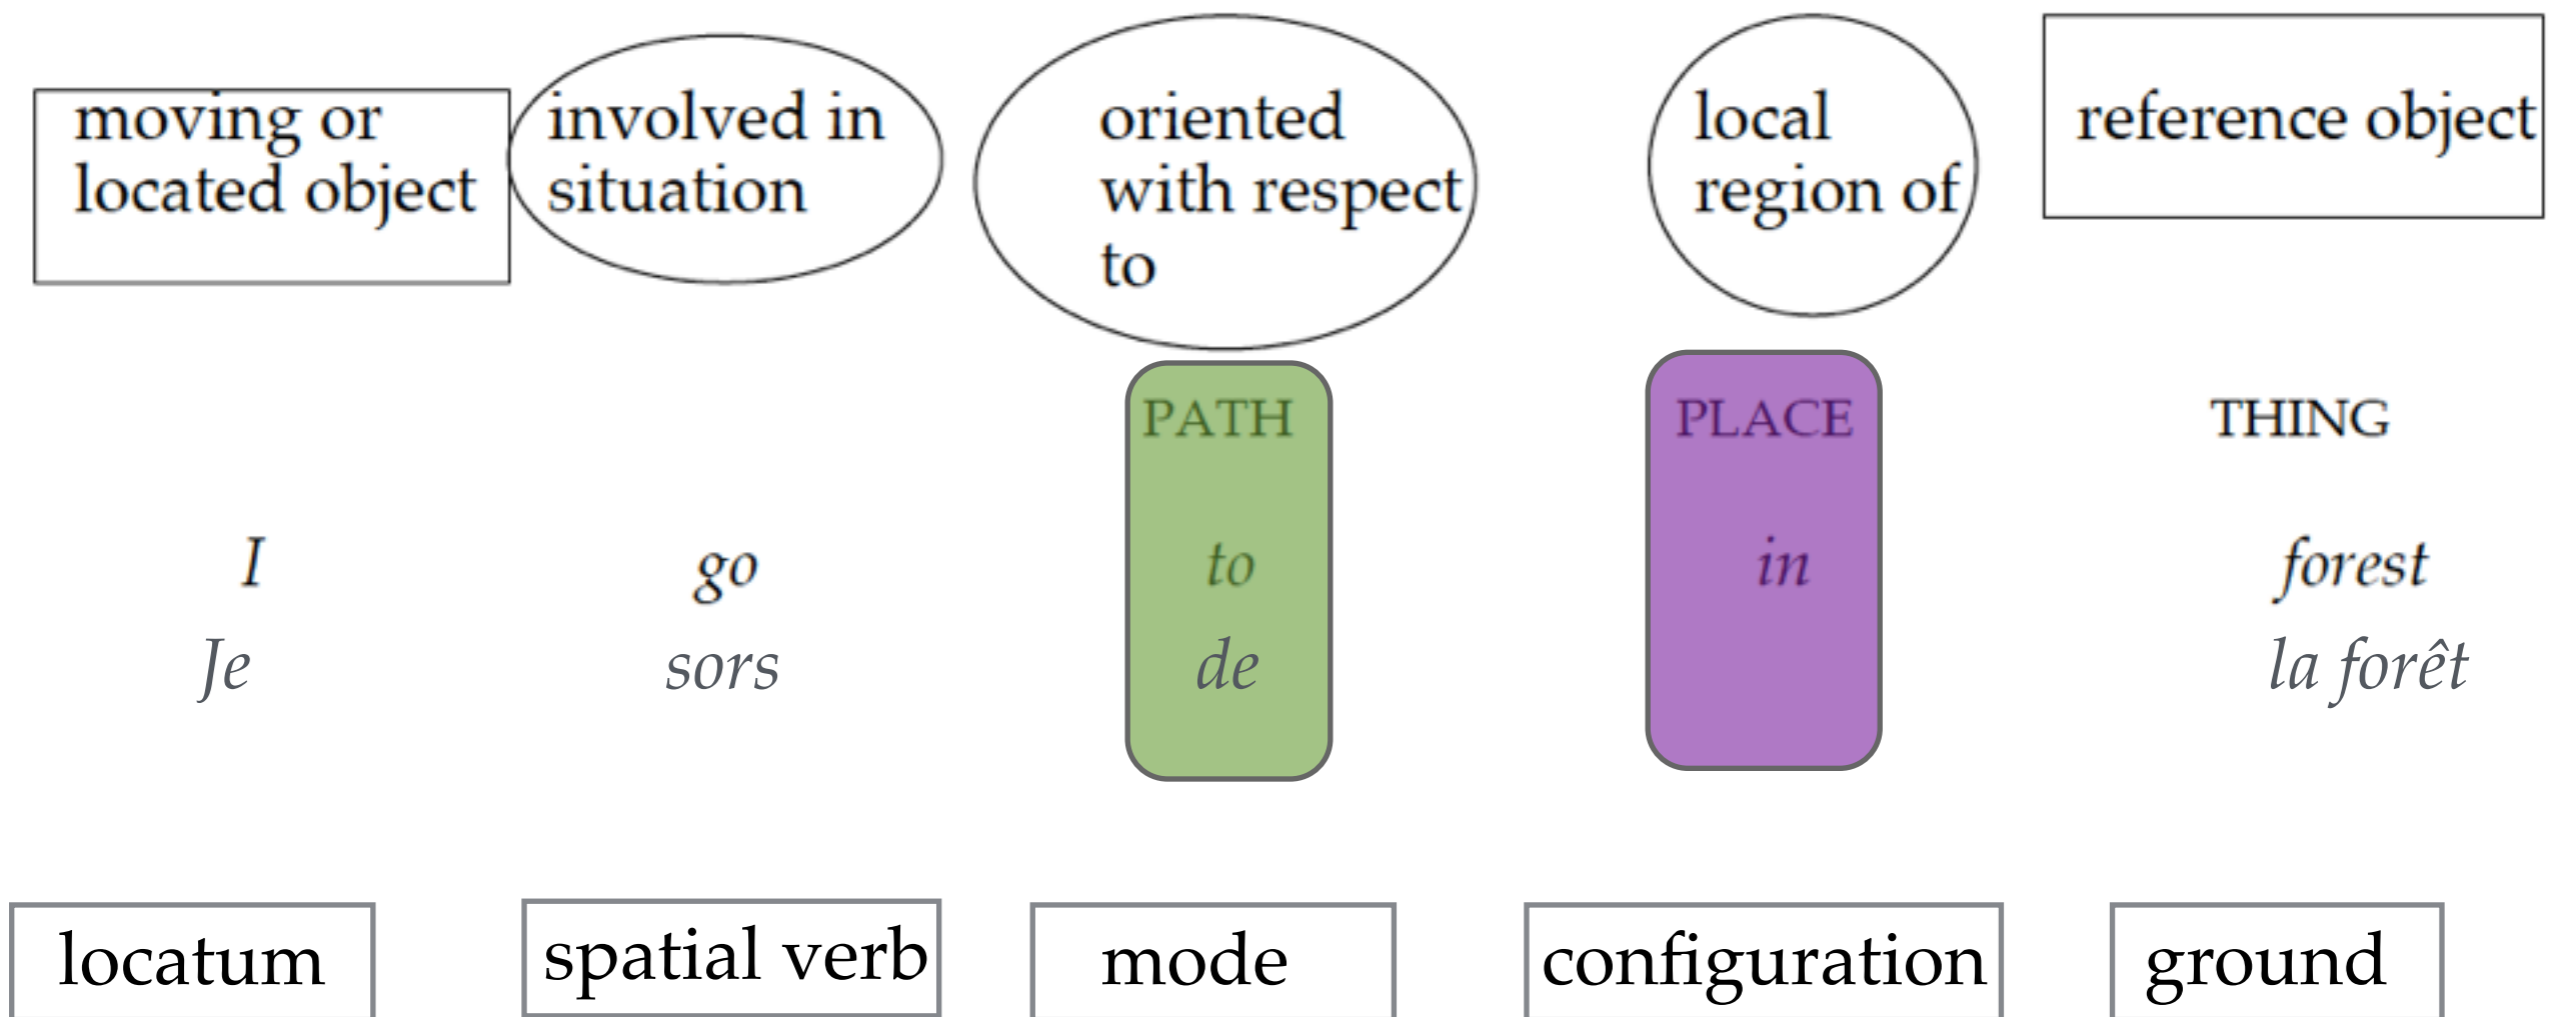 moving or
located object
involved in
situation
oriented
with respect
to
local
region of
reference object
PATH
PLACE
THING
I
go
to
in
forest
Je
sors
de
la forêt
locatum
spatial verb
mode
configuration
ground